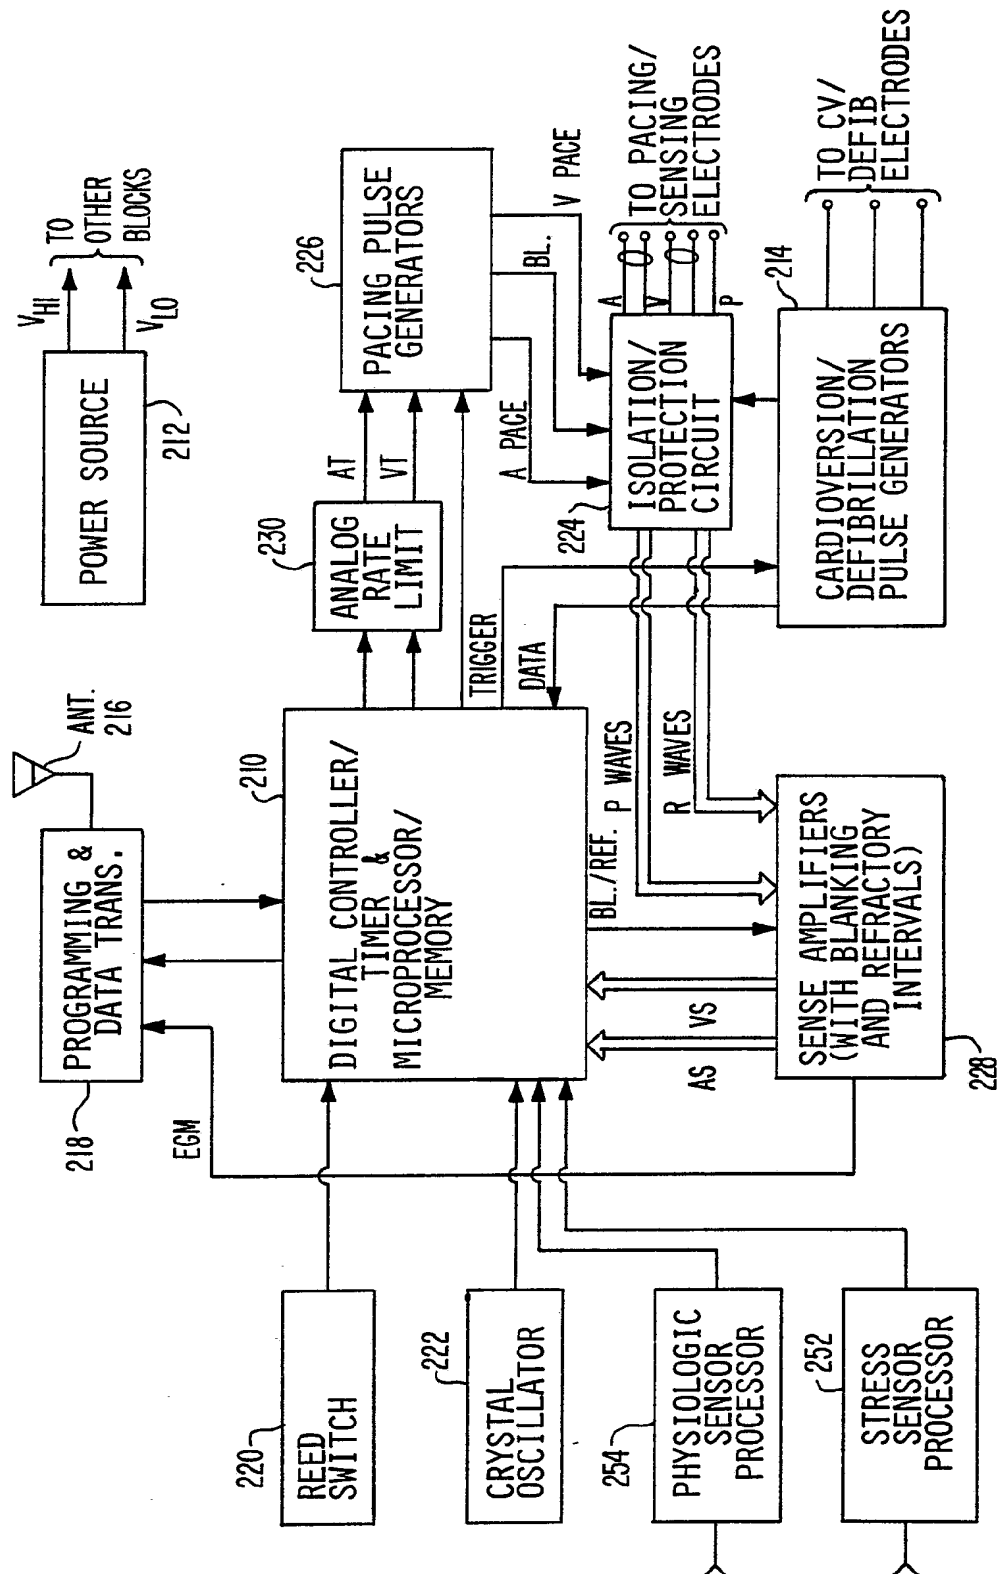 220
REED
SWITCH
222
CRYSTAL
OSCILLATOR
254
PHYSIOLOGIC
SENSOR
PROCESSOR
252
STRESS
SENSOR
PROCESSOR
218
PROGRAMMING &
DATA TRANS.
ANT.
216
EGM
210
DIGITAL CONTROLLER/
TIMER &
MICROPROCESSOR/
MEMORY
AS
VS
BL./REF.
P WAVES
R WAVES
228
SENSE AMPLIFIERS
(WITH BLANKING
AND REFRACTORY
INTERVALS)
POWER SOURCE
212
VHI
VLO
TO
OTHER
BLOCKS
230
ANALOG
RATE
LIMIT
AT
VT
TRIGGER
DATA
226
PACING PULSE
GENERATORS
A PACE
BL.
V PACE
224
ISOLATION/
PROTECTION
CIRCUIT
A
V
P
TO PACING/
SENSING
ELECTRODES
214
CARDIOVERSION/
DEFIBRILLATION
PULSE GENERATORS
TO CV/
DEFIB
ELECTRODES